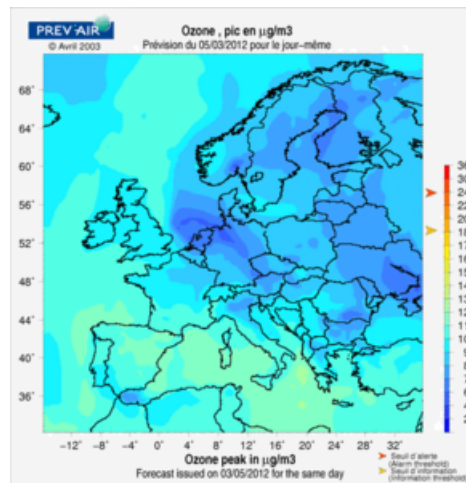 PREV'AIR
© Avril 2003
Ozone , pic en µg/m3
Prévision du 05/03/2012 pour le jour-même
68°
64°
60°
56°
52°
48°
44°
40°
36°
-12° -8° -4° 0° 4° 8° 12° 16° 20° 24° 28° 32°
Ozone peak in µg/m3
Forecast issued on 03/05/2012 for the same day
Seuil d'alerte
(Alarm threshold)
Seuil d'information
(Information thresh